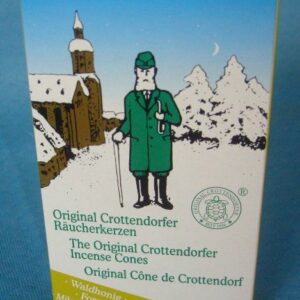 Original Crottendorfer
Räucherkerzen
The Original Crottendorfer
Incense Cones
Original Cône de Crottendorf
®
· Waldhonig